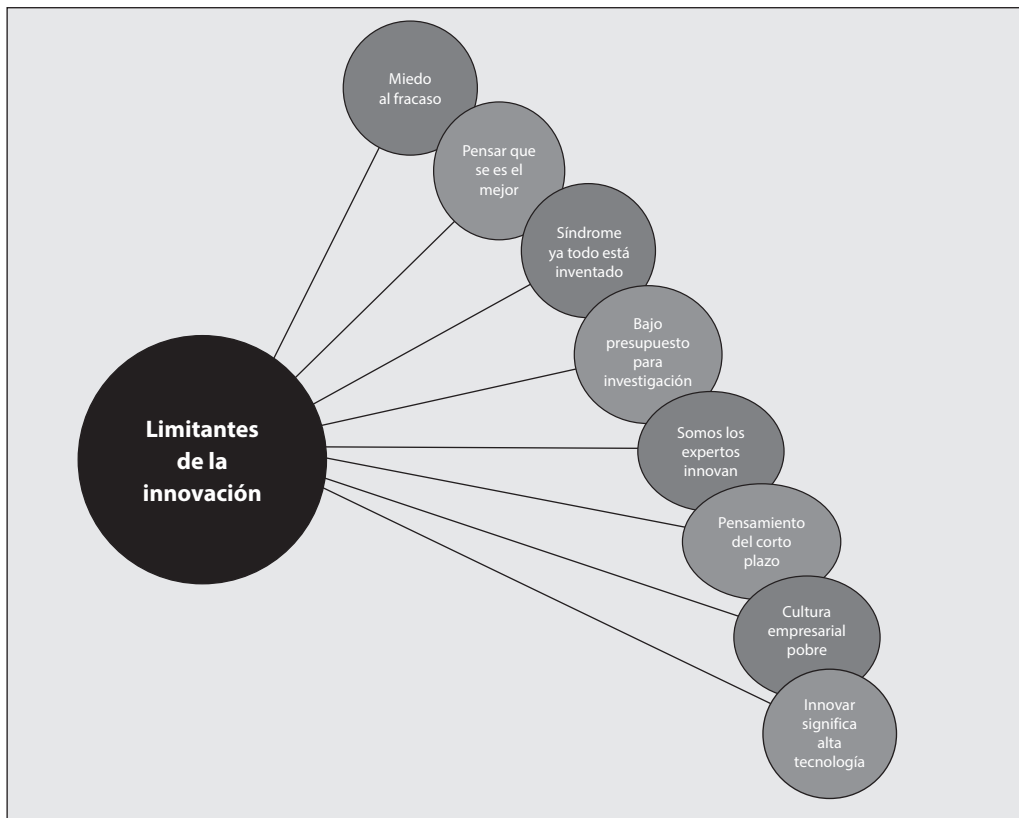 Miedo
al fracaso
Pensar que
se es el
mejor
Síndrome
ya todo está
inventado
Bajo
presupuesto
para
investigación
Limitantes
de la
innovación
Somos los
expertos
innovan
Pensamiento
del corto
plazo
Cultura
empresarial
pobre
Innovar
significa
alta
tecnología